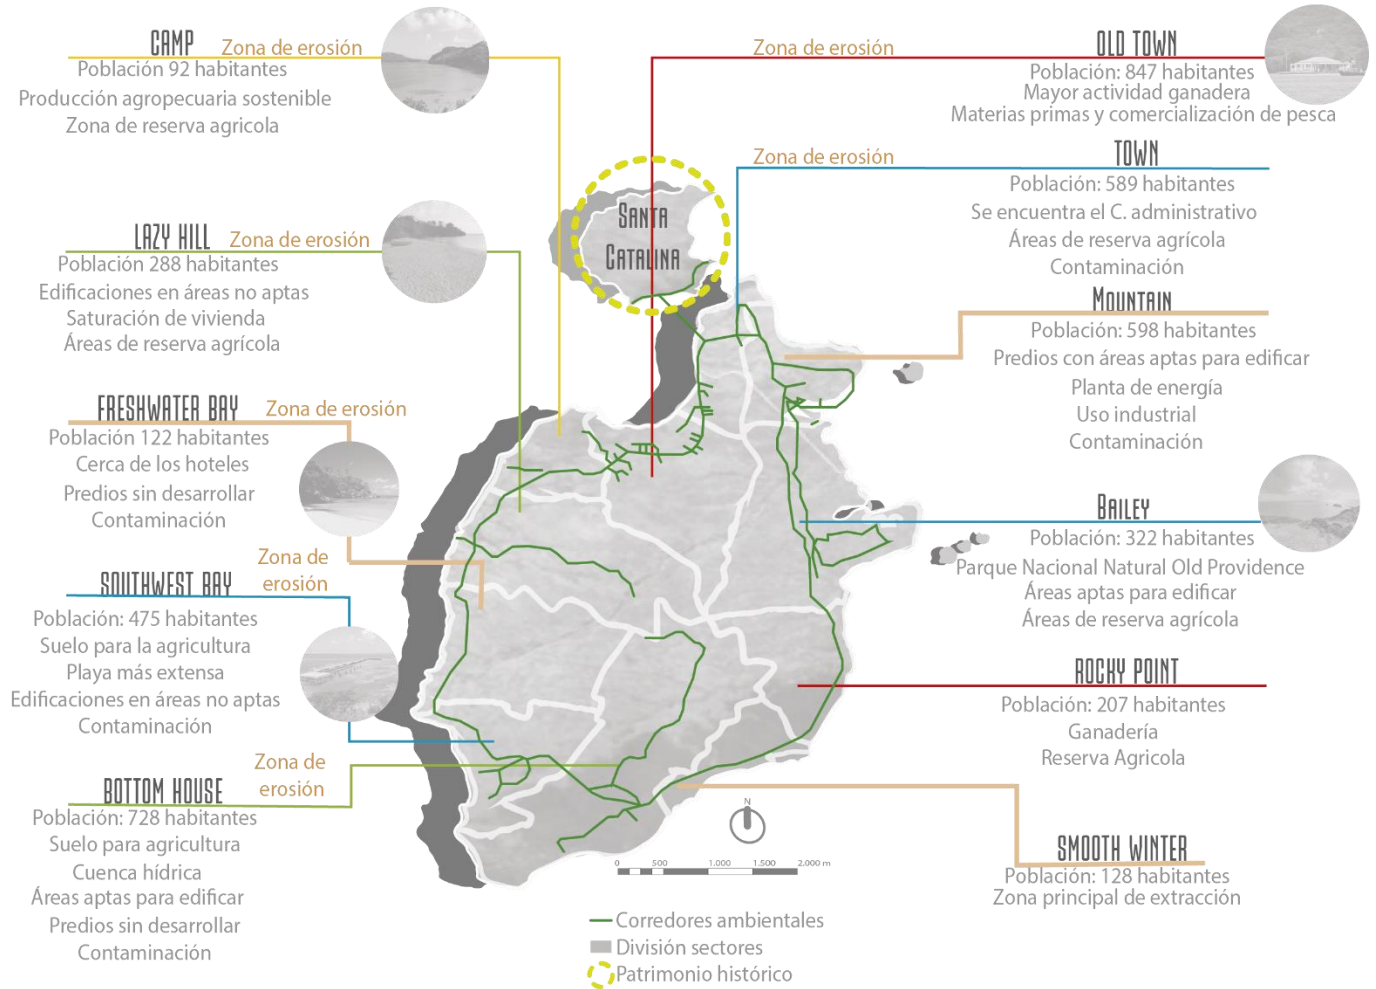 CAMP Zona de erosión
Población 92 habitantes
Producción agropecuaria sostenible
Zona de reserva agricola
LAZY HILL Zona de erosión
Población 288 habitantes
Edificaciones en áreas no aptas
Saturación de vivienda
Áreas de reserva agrícola
FRESHWATER BAY Zona de erosión
Población 122 habitantes
Cerca de los hoteles
Predios sin desarrollar
Contaminación
Zona de
erosión
SOUTHWEST BAY
Población: 475 habitantes
Suelo para la agricultura
Playa más extensa
Edificaciones en áreas no aptas
Contaminación
Zona de
erosión
BOTTOM HOUSE
Población: 728 habitantes
Suelo para agricultura
Cuenca hídrica
Áreas aptas para edificar
Predios sin desarrollar
Contaminación
SANTA
CATALINA
Zona de erosión OLD TOWN
Población: 847 habitantes
Mayor actividad ganadera
Materias primas y comercialización de pesca
Zona de erosión TOWN
Población: 589 habitantes
Se encuentra el C. administrativo
Áreas de reserva agrícola
Contaminación
MOUNTAIN
Población: 598 habitantes
Predios con áreas aptas para edificar
Planta de energía
Uso industrial
Contaminación
BAILEY
Población: 322 habitantes
Parque Nacional Natural Old Providence
Áreas aptas para edificar
Áreas de reserva agrícola
ROCKY POINT
Población: 207 habitantes
Ganadería
Reserva Agricola
SMOOTH WINTER
Población: 128 habitantes
Zona principal de extracción
N
0 500 1.000 1.500 2.000 m
Corredores ambientales
División sectores
Patrimonio histórico